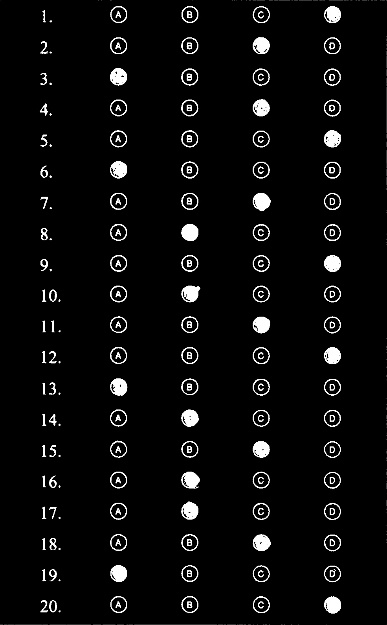 1. A B C
2. A B D
3. B C D
4. A B D
5. A B C
6. B C D
7. A B D
8. A C D
9. A B C
10. A C D
11. A B D
12. A B C
13. B C D
14. A C D
15. A B D
16. A C D
17. A C D
18. A B D
19. B C D
20. A B C